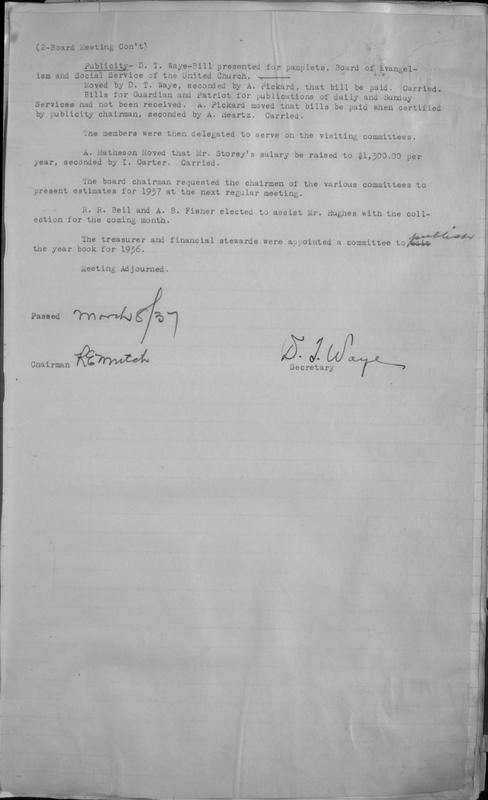 (2-Board Meeting Con't)
Publicity- D. T. Waye-Bill presented for pamplets, Board of Evangel-
ism and Social Service of the United Church, ______
Moved by D. T. Waye, seconded by A. Pickard, that bill be paid. Carried.
Bills for Guardian and Patriot for publications of daily and Sunday
Services had not been received. A. Pickard moved that bills be paid when certified
by publicity chairman, seconded by A. Heartz. Carried.
The members were then delegated to serve on the visiting committees.
A. Matheson Moved that Mr. Storey's salary be raised to $1,300.00 per
year, seconded by I. Carter. Carried.
The board chairman requested the chairmen of the various committees to
present estimates for 1937 at the next regular meeting.
R. R. Bell and A. B. Fisher elected to assist Mr. Hughes with the coll-
ection for the coming month.
The treasurer and financial stewards were appointed a committee to publish
the year book for 1936.
Meeting Adjourned.
Passed March 8/37
Chairman R E Mutch
D. T. Waye
Secretary